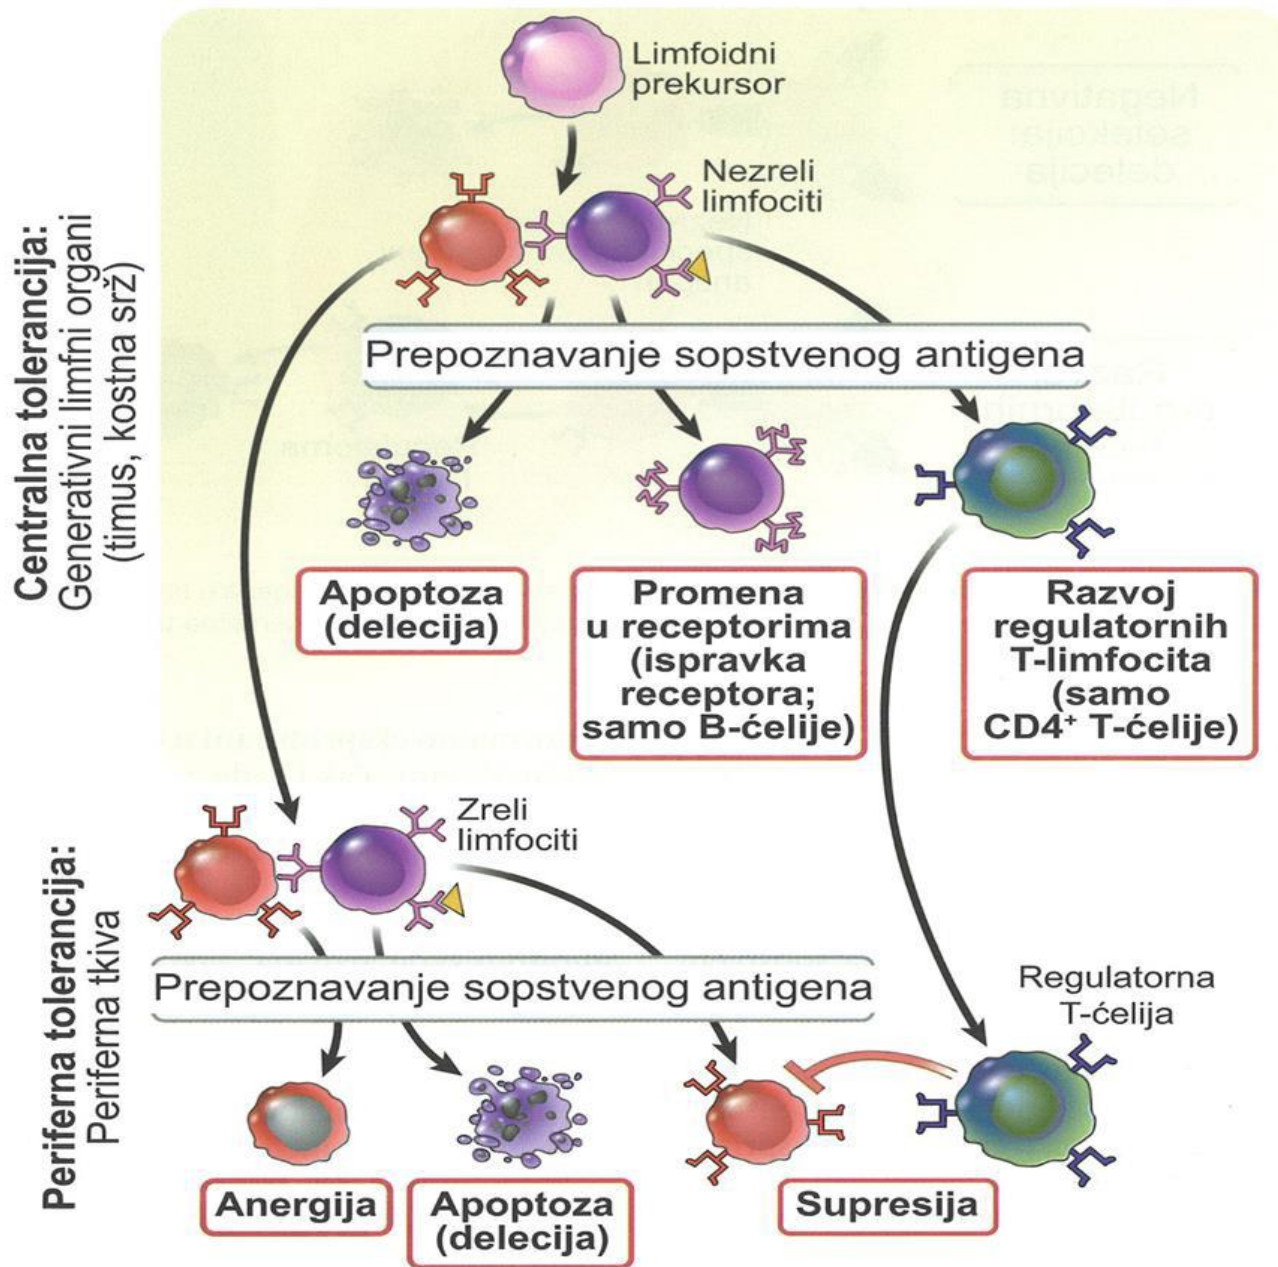 Limfoidni
prekursor
Nezreli
limfociti
Centralna tolerancija:
Generativni limfni organi
(timus, kostna srž)
Prepoznavanje sopstvenog antigena
Apoptoza
(delecija)
Promena
u receptorima
(ispravka
receptora;
samo B-ćelije)
Razvoj
regulatornih
T-limfocita
(samo
CD4⁺ T-ćelije)
Zreli
limfociti
Periferna tolerancija:
Periferna tkiva
Prepoznavanje sopstvenog antigena
Regulatorna
T-ćelija
Anergija
Apoptoza
(delecija)
Supresija